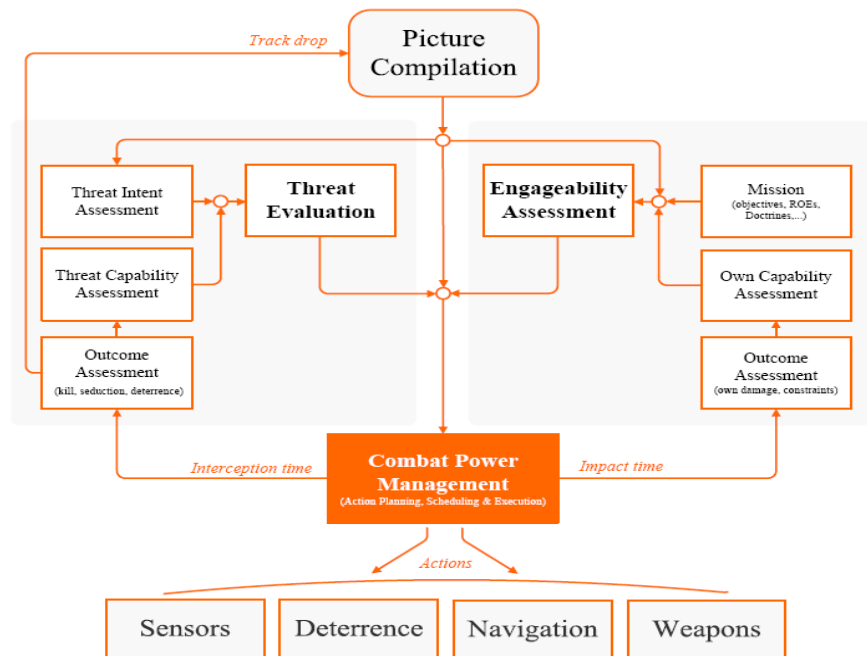 Track drop
Picture
Compilation
Threat Intent
Assessment
Threat
Evaluation
Engageability
Assessment
Mission
(objectives, ROEs,
Doctrines,...)
Threat Capability
Assessment
Own Capability
Assessment
Outcome
Assessment
(kill, seduction, deterrence)
Outcome
Assessment
(own damage, constraints)
Interception time
Combat Power
Management
(Action Planning, Scheduling & Execution)
Impact time
Actions
Sensors
Deterrence
Navigation
Weapons